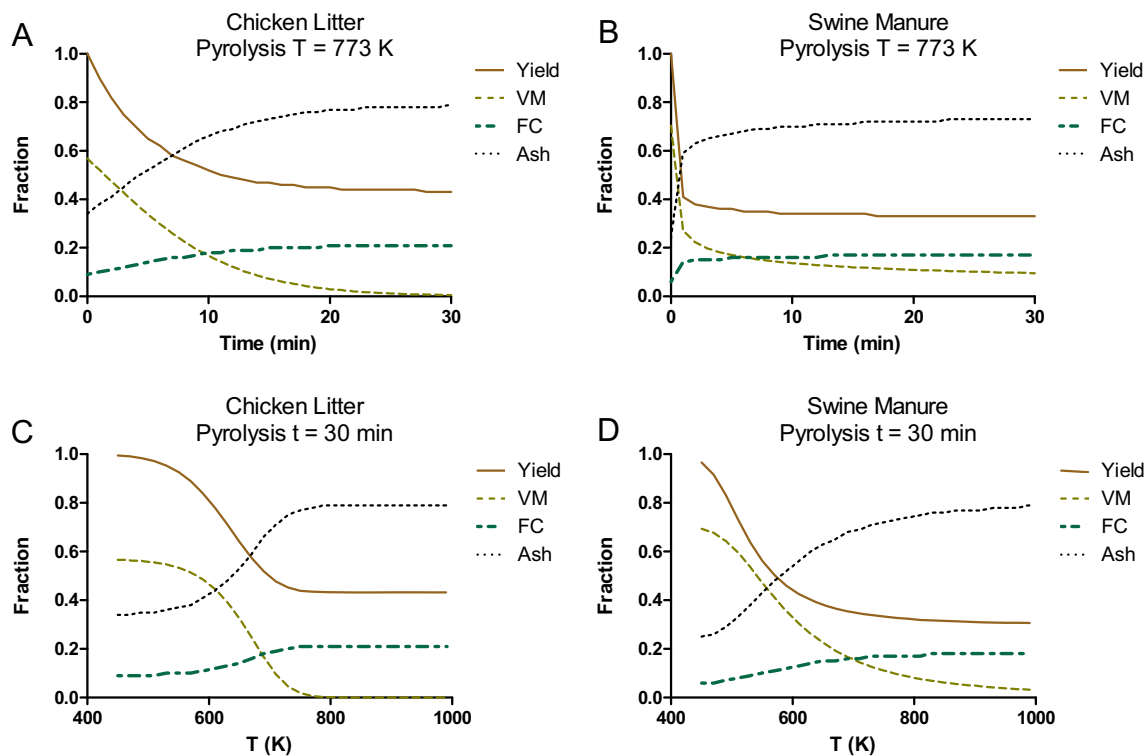 A
Chicken Litter
Pyrolysis T = 773 K
1.0
0.8
0.6
0.4
0.2
0.0
Fraction
0
10
20
30
Time (min)
Yield
VM
FC
Ash
B
Swine Manure
Pyrolysis T = 773 K
1.0
0.8
0.6
0.4
0.2
0.0
Fraction
0
10
20
30
Time (min)
Yield
VM
FC
Ash
C
Chicken Litter
Pyrolysis t = 30 min
1.0
0.8
0.6
0.4
0.2
0.0
Fraction
400
600
800
1000
T (K)
Yield
VM
FC
Ash
D
Swine Manure
Pyrolysis t = 30 min
1.0
0.8
0.6
0.4
0.2
0.0
Fraction
400
600
800
1000
T (K)
Yield
VM
FC
Ash